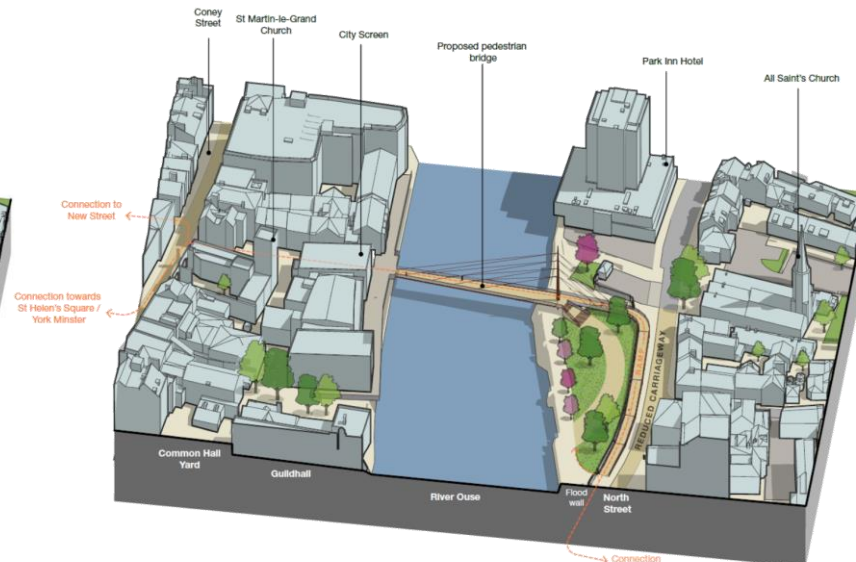 Coney
Street
St Martin-le-Grand
Church
City Screen
Proposed pedestrian
bridge
Park Inn Hotel
All Saint's Church
Connection to
New Street
Connection towards
St Helen's Square /
York Minster
RAMP
REDUCED CARRIAGEWAY
Common Hall
Yard
Guildhall
River Ouse
Flood
wall
North
Street
Connection